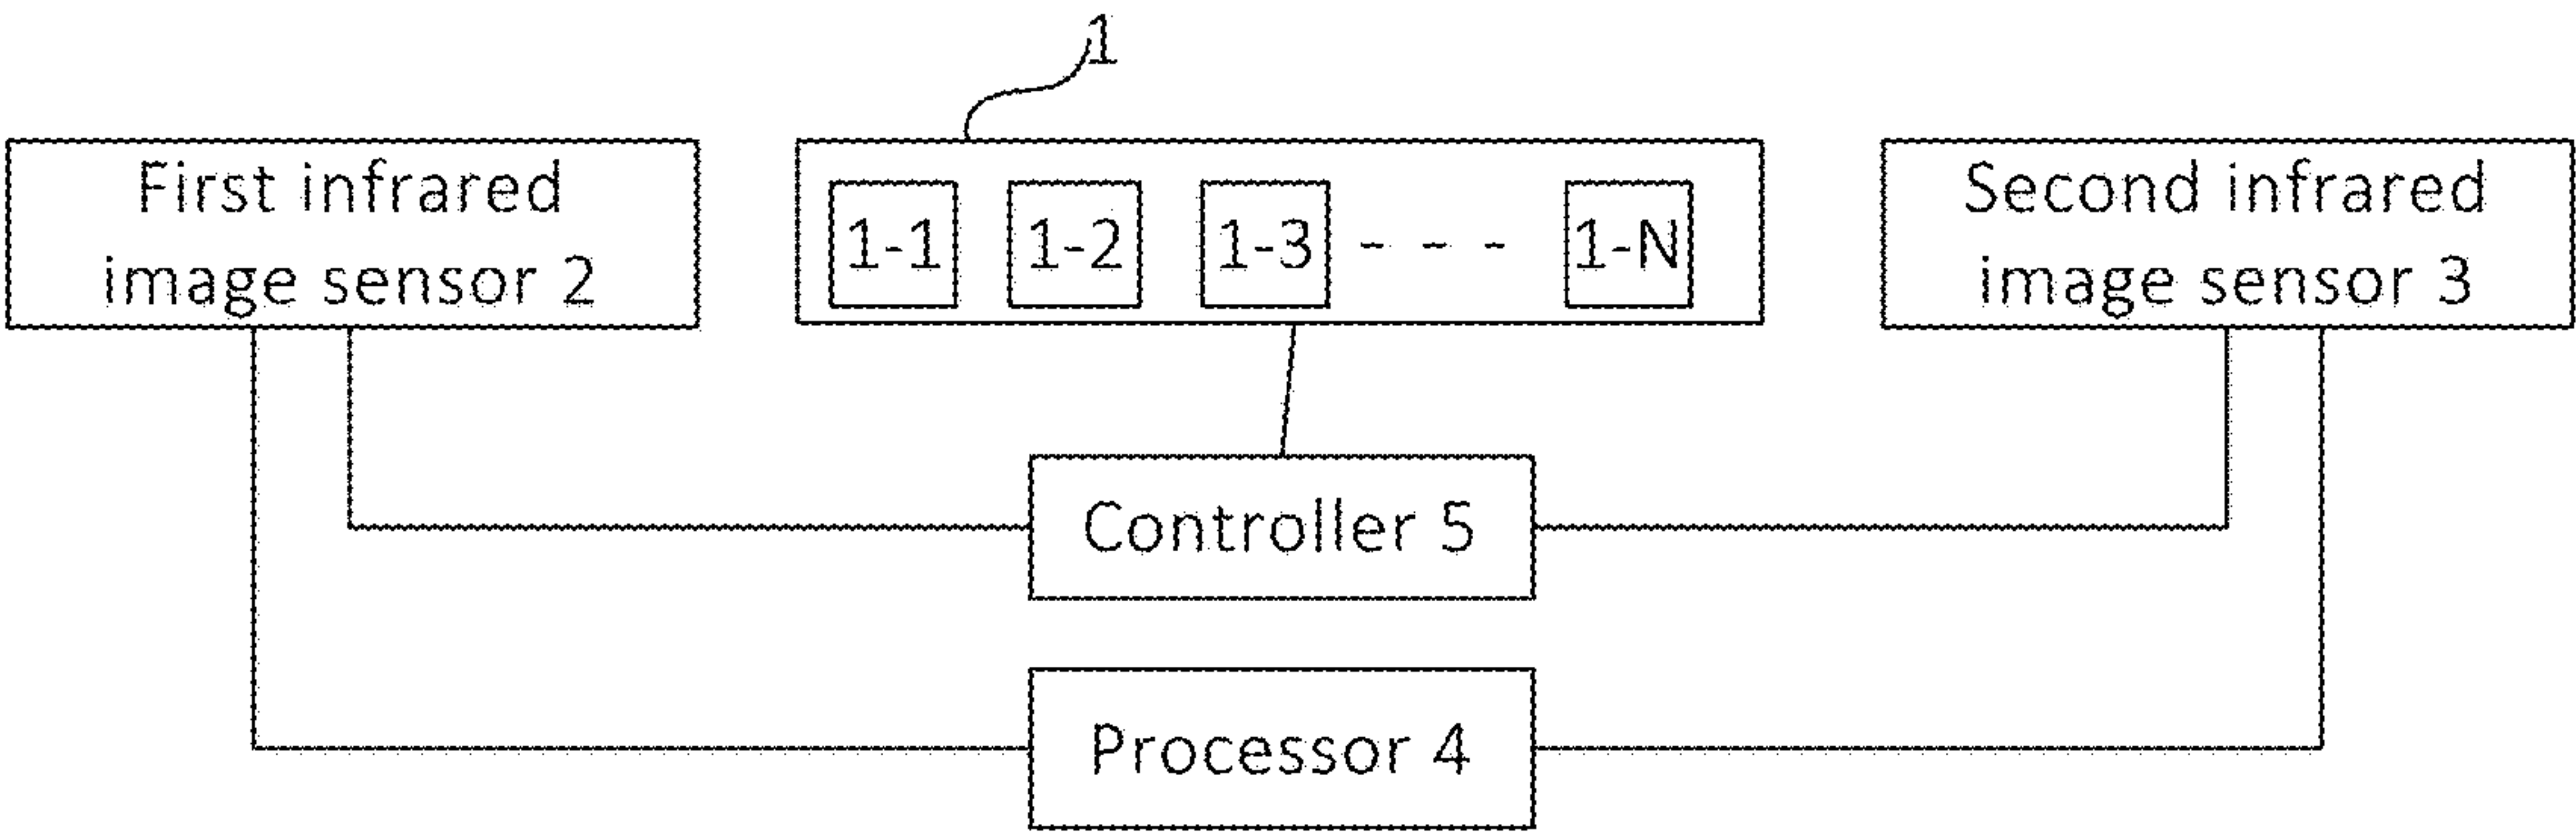 1
First infrared
image sensor 2
1-1 1-2 1-3 - - - 1-N
Second infrared
image sensor 3
Controller 5
Processor 4